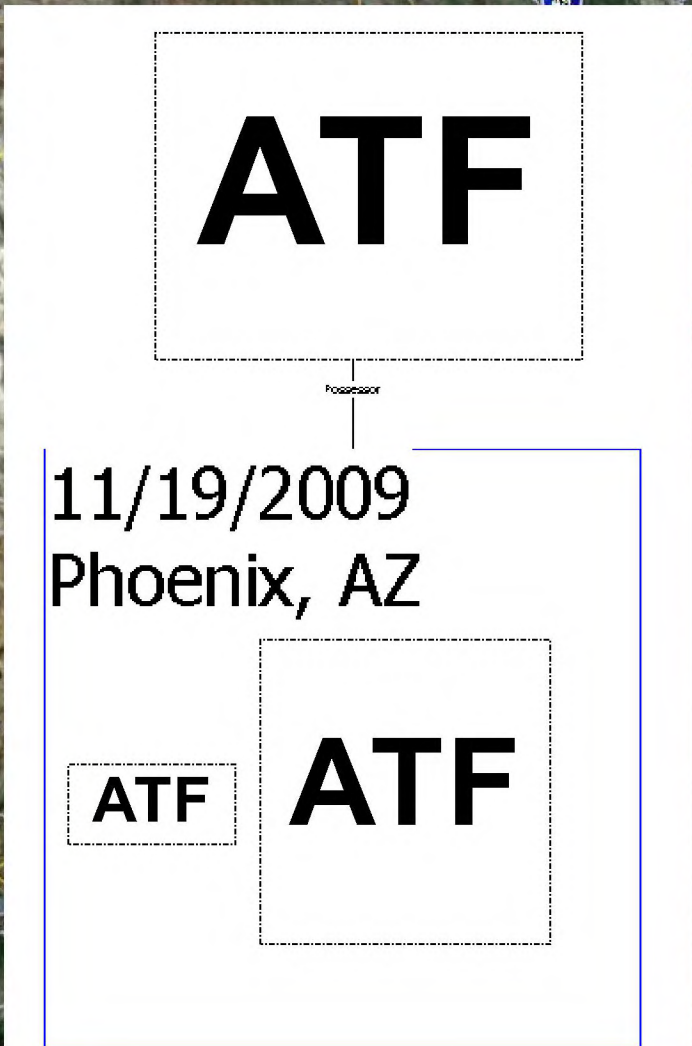 ATF
Possessor
11/19/2009
Phoenix, AZ
ATF
ATF